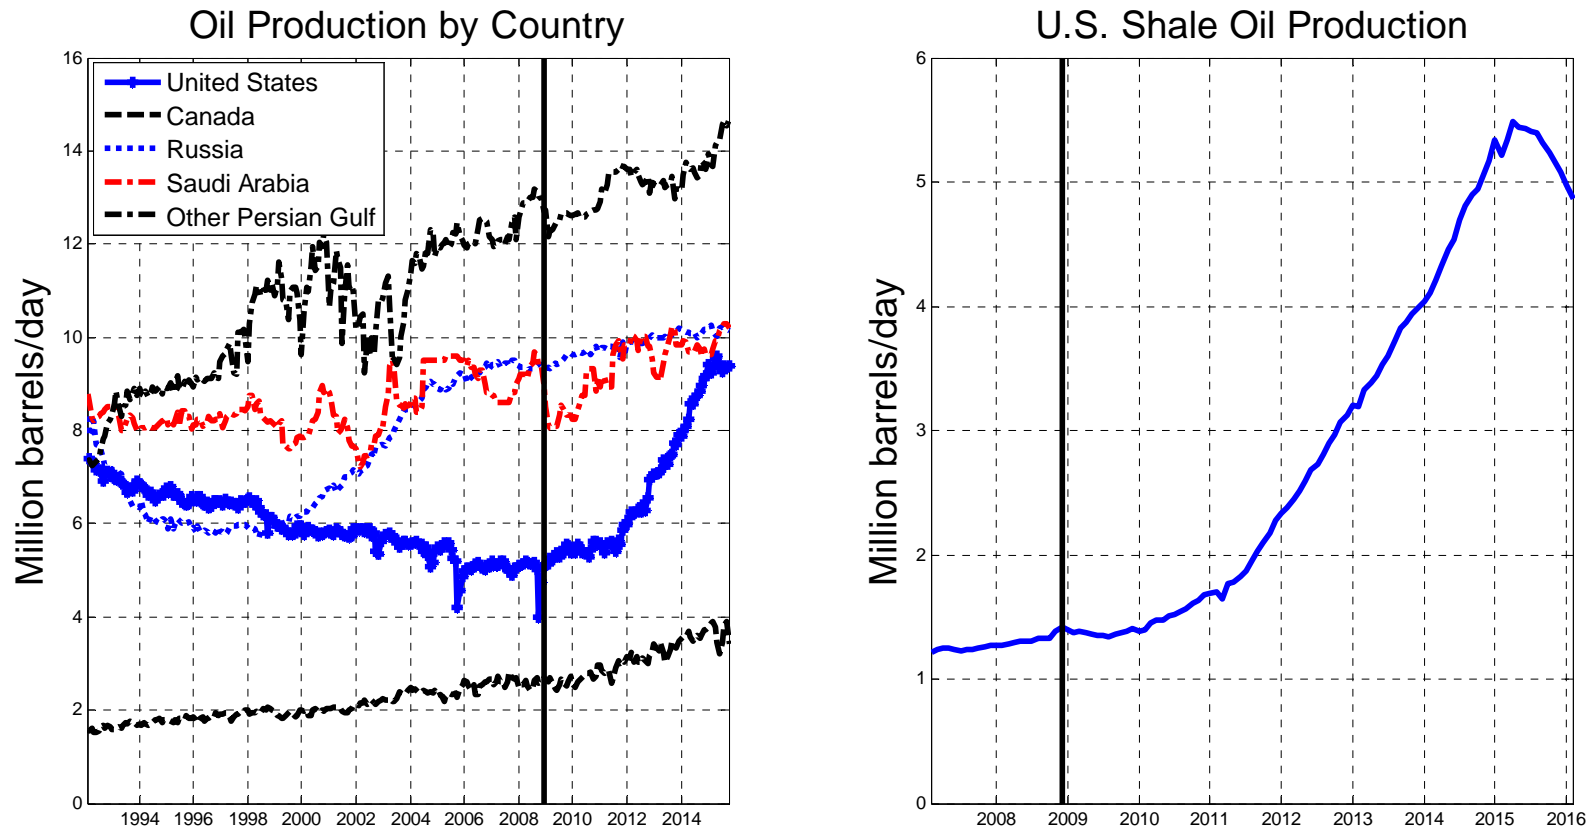 Oil Production by Country
Million barrels/day
16
14
12
10
8
6
4
2
0
United States
Canada
Russia
Saudi Arabia
Other Persian Gulf
1994 1996 1998 2000 2002 2004 2006 2008 2010 2012 2014
U.S. Shale Oil Production
Million barrels/day
6
5
4
3
2
1
0
2008 2009 2010 2011 2012 2013 2014 2015 2016